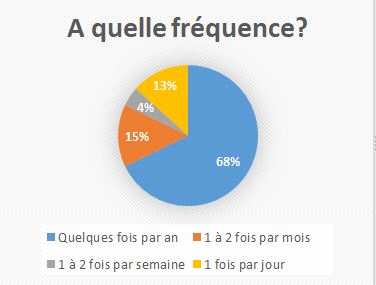 A quelle fréquence?
13%
4%
15%
68%
Quelques fois par an 1 à 2 fois par mois
1 à 2 fois par semaine 1 fois par jour